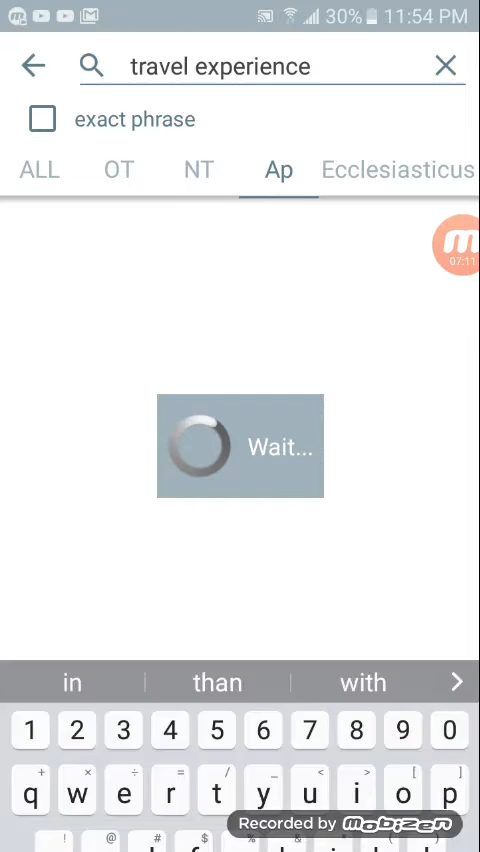 30% 11:54 PM
travel experience
exact phrase
ALL OT NT Ap Ecclesiasticus
07:11
Wait...
in than with
1 2 3 4 5 6 7 8 9 0
+ × ÷ = / _ < > [ ]
q w e r t y u i o p
! @ # $ %
Recorded by mobizen